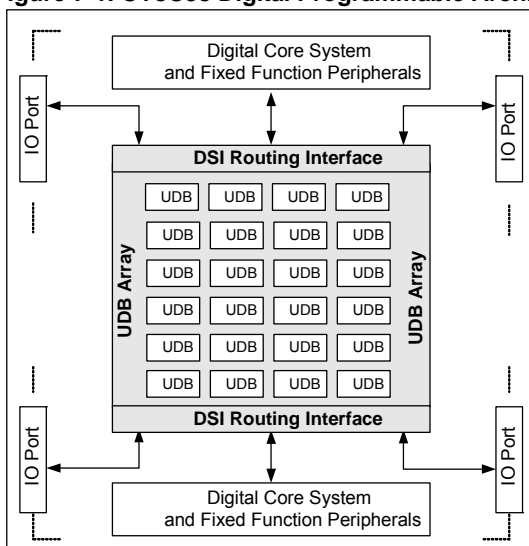 Digital Programmable
Digital Core System
and Fixed Function Peripherals
IO Port
IO Port
DSI Routing Interface
UDB UDB UDB UDB
UDB UDB UDB UDB
UDB UDB UDB UDB
UDB UDB UDB UDB
UDB UDB UDB UDB
UDB UDB UDB UDB
UDB Array
UDB Array
DSI Routing Interface
IO Port
IO Port
Digital Core System
and Fixed Function Peripherals